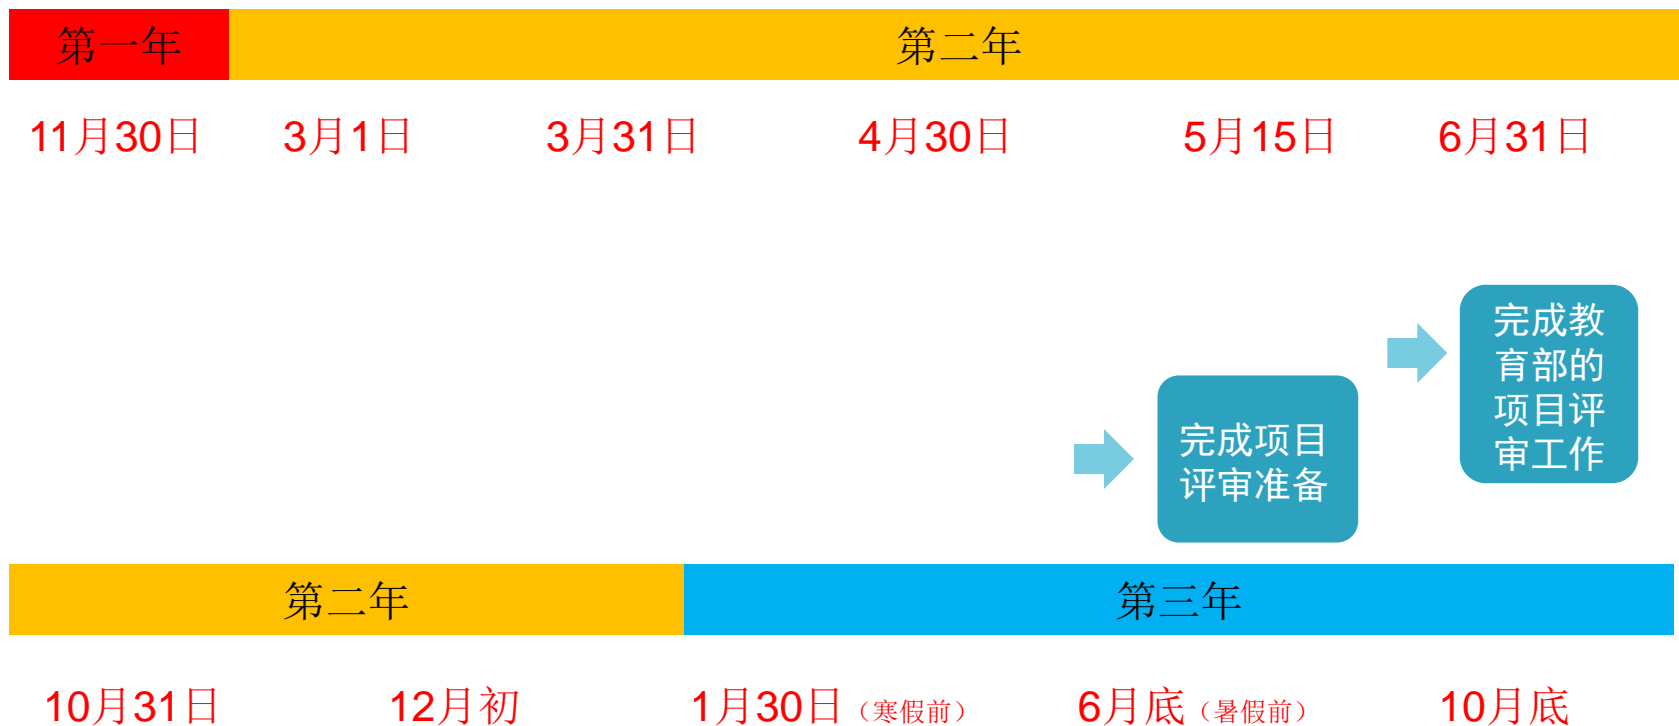 第一年 第二年
11月30日 3月1日 3月31日 4月30日 5月15日 6月31日
完成教
育部的
项目评
审工作
完成项目
评审准备
第二年 第三年
10月31日 12月初 1月30日（寒假前） 6月底（暑假前） 10月底